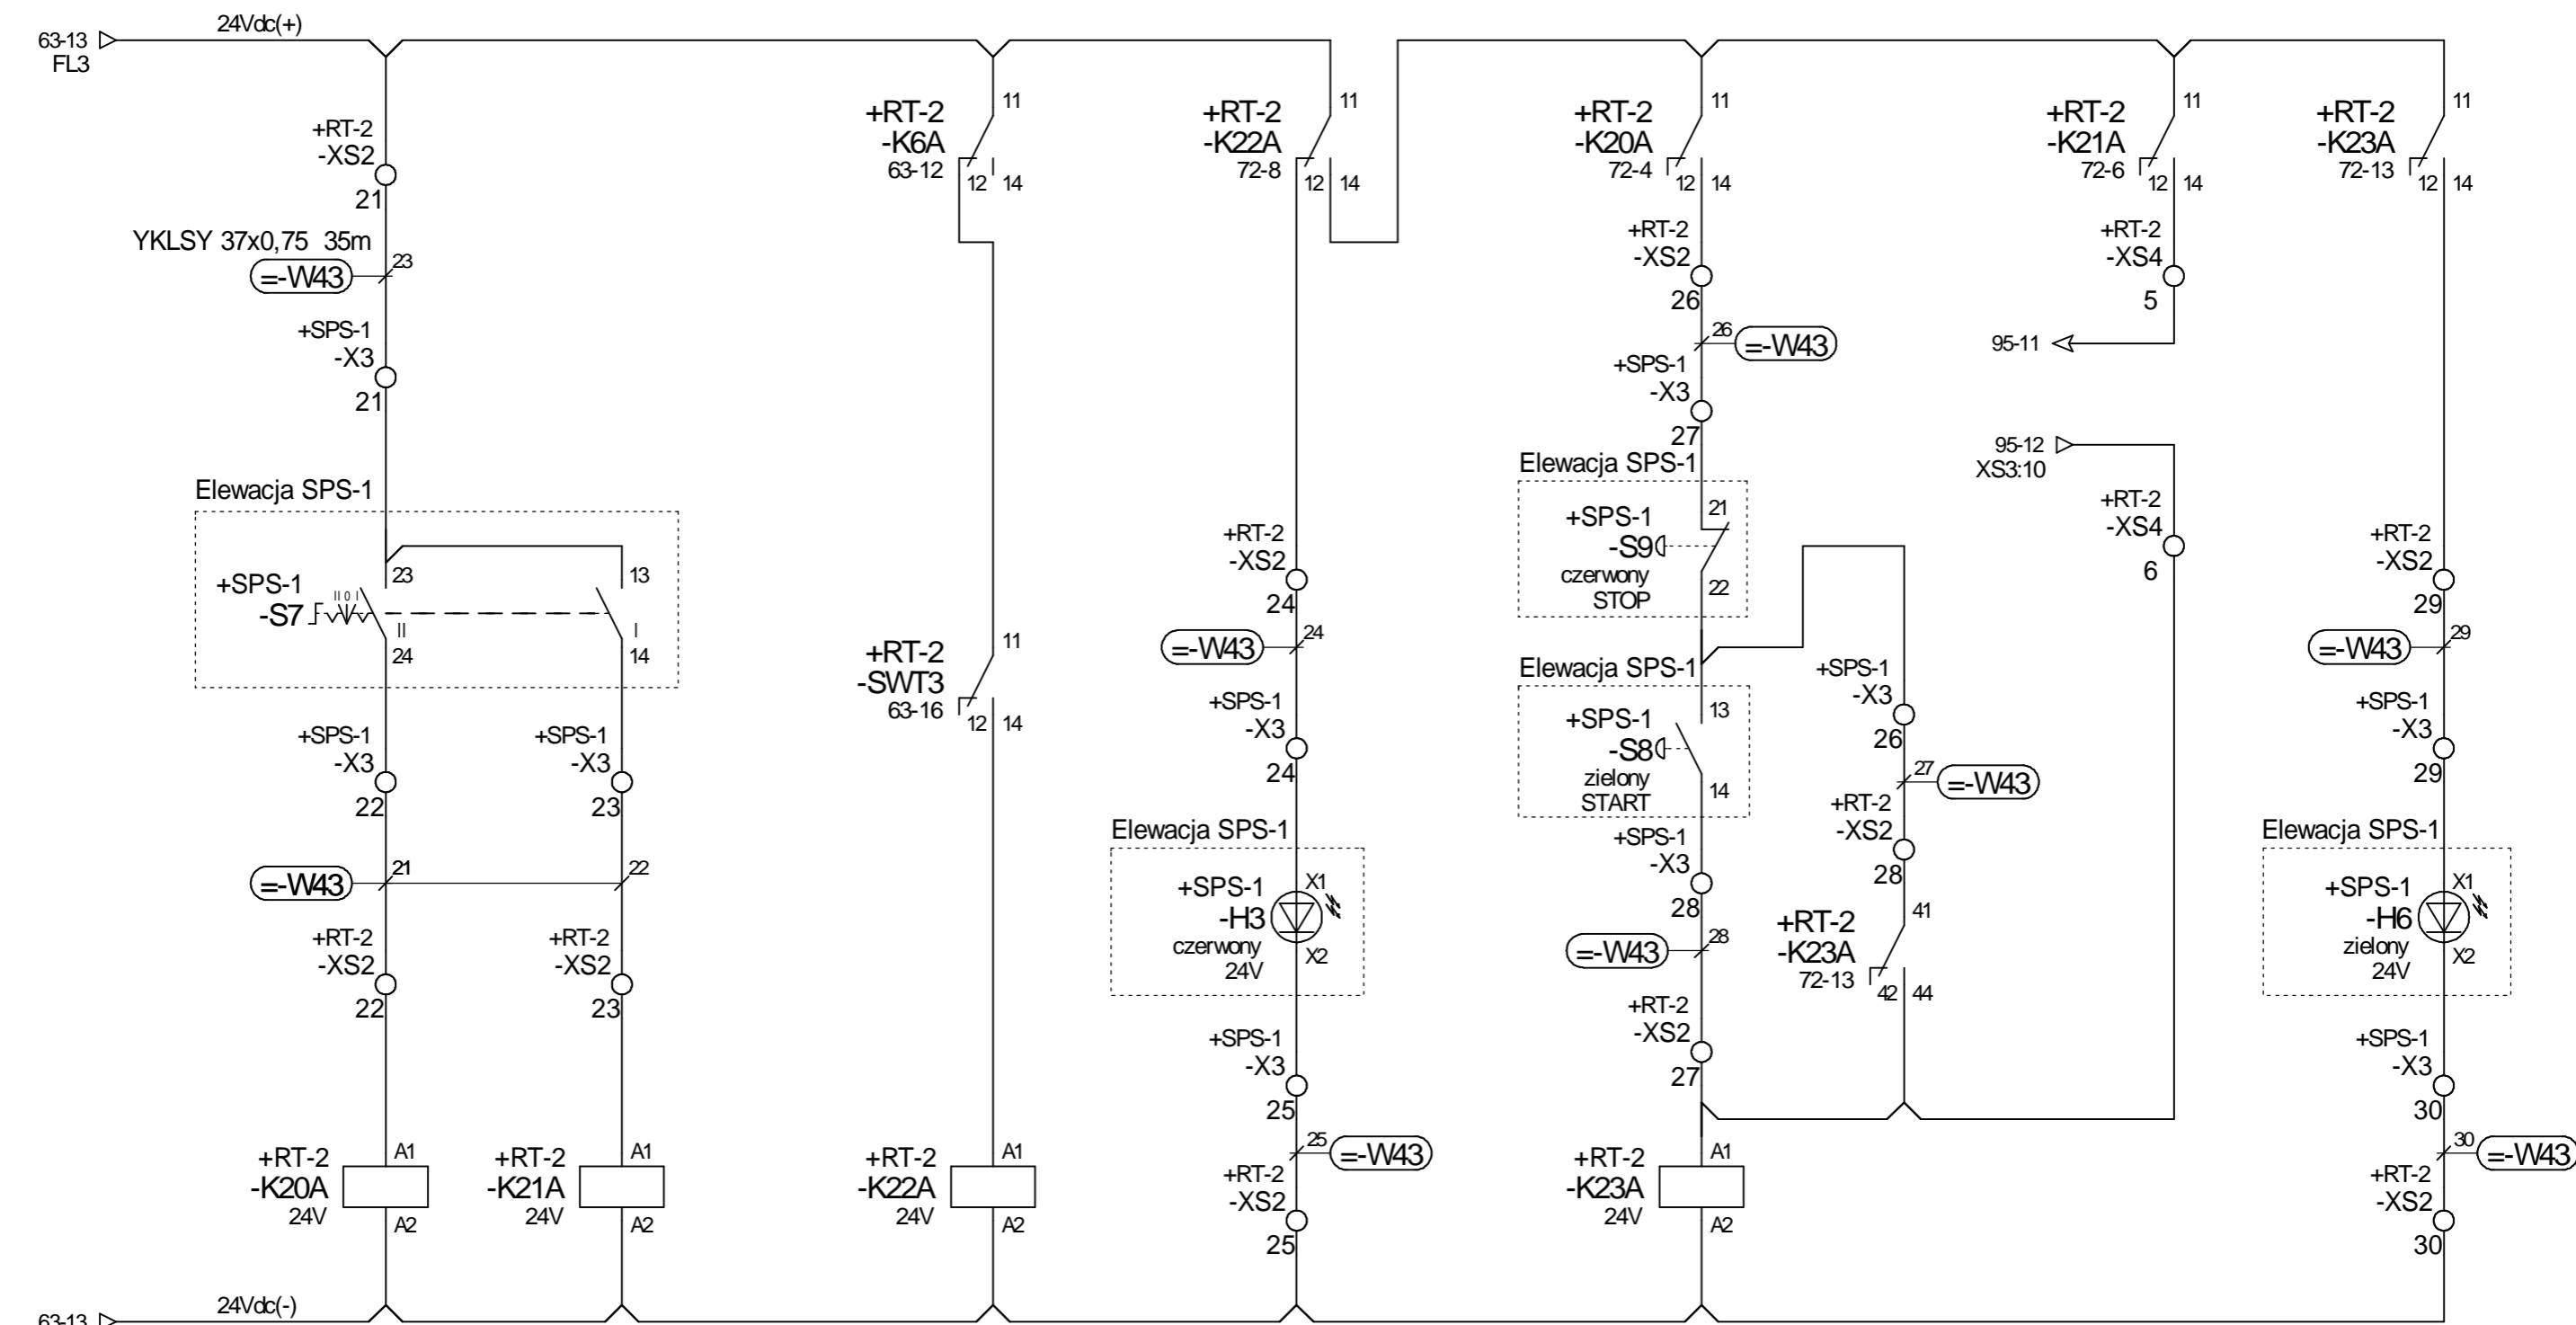 24Vdc(+)
63-13
FL3
+RT-2
-XS2
21
YKLSY 37x0,75 35m
=-W43
23
+SPS-1
-X3
21
Elewacja SPS-1
+SPS-1
-S7
II 0 I
23
II
24
13
I
14
+SPS-1
-X3
22
+SPS-1
-X3
23
=-W43
21
22
+RT-2
-XS2
22
+RT-2
-XS2
23
+RT-2
-K20A
24V
A1
A2
+RT-2
-K21A
24V
A1
A2
+RT-2
-K6A
63-12
11
12
14
+RT-2
-SWT3
63-16
11
12
14
+RT-2
-K22A
24V
A1
A2
+RT-2
-K22A
72-8
11
12
14
+RT-2
-XS2
24
=-W43
24
+SPS-1
-X3
24
Elewacja SPS-1
+SPS-1
-H3
czerwony
24V
X1
X2
+SPS-1
-X3
25
25
=-W43
+RT-2
-XS2
25
+RT-2
-K20A
72-4
11
12
14
+RT-2
-XS2
26
26
=-W43
+SPS-1
-X3
27
Elewacja SPS-1
+SPS-1
-S9
czerwony
STOP
21
22
Elewacja SPS-1
+SPS-1
-S8
zielony
START
13
14
+SPS-1
-X3
28
=-W43
28
+RT-2
-XS2
27
+RT-2
-K23A
24V
A1
A2
+SPS-1
-X3
26
27
=-W43
+RT-2
-XS2
28
+RT-2
-K23A
72-13
41
42
44
+RT-2
-K21A
72-6
11
12
14
+RT-2
-XS4
5
95-11
95-12
XS3:10
+RT-2
-XS4
6
+RT-2
-K23A
72-13
11
12
14
+RT-2
-XS2
29
=-W43
29
+SPS-1
-X3
29
Elewacja SPS-1
+SPS-1
-H6
zielony
24V
X1
X2
+SPS-1
-X3
30
30
=-W43
+RT-2
-XS2
30
24Vdc(-)
63-13